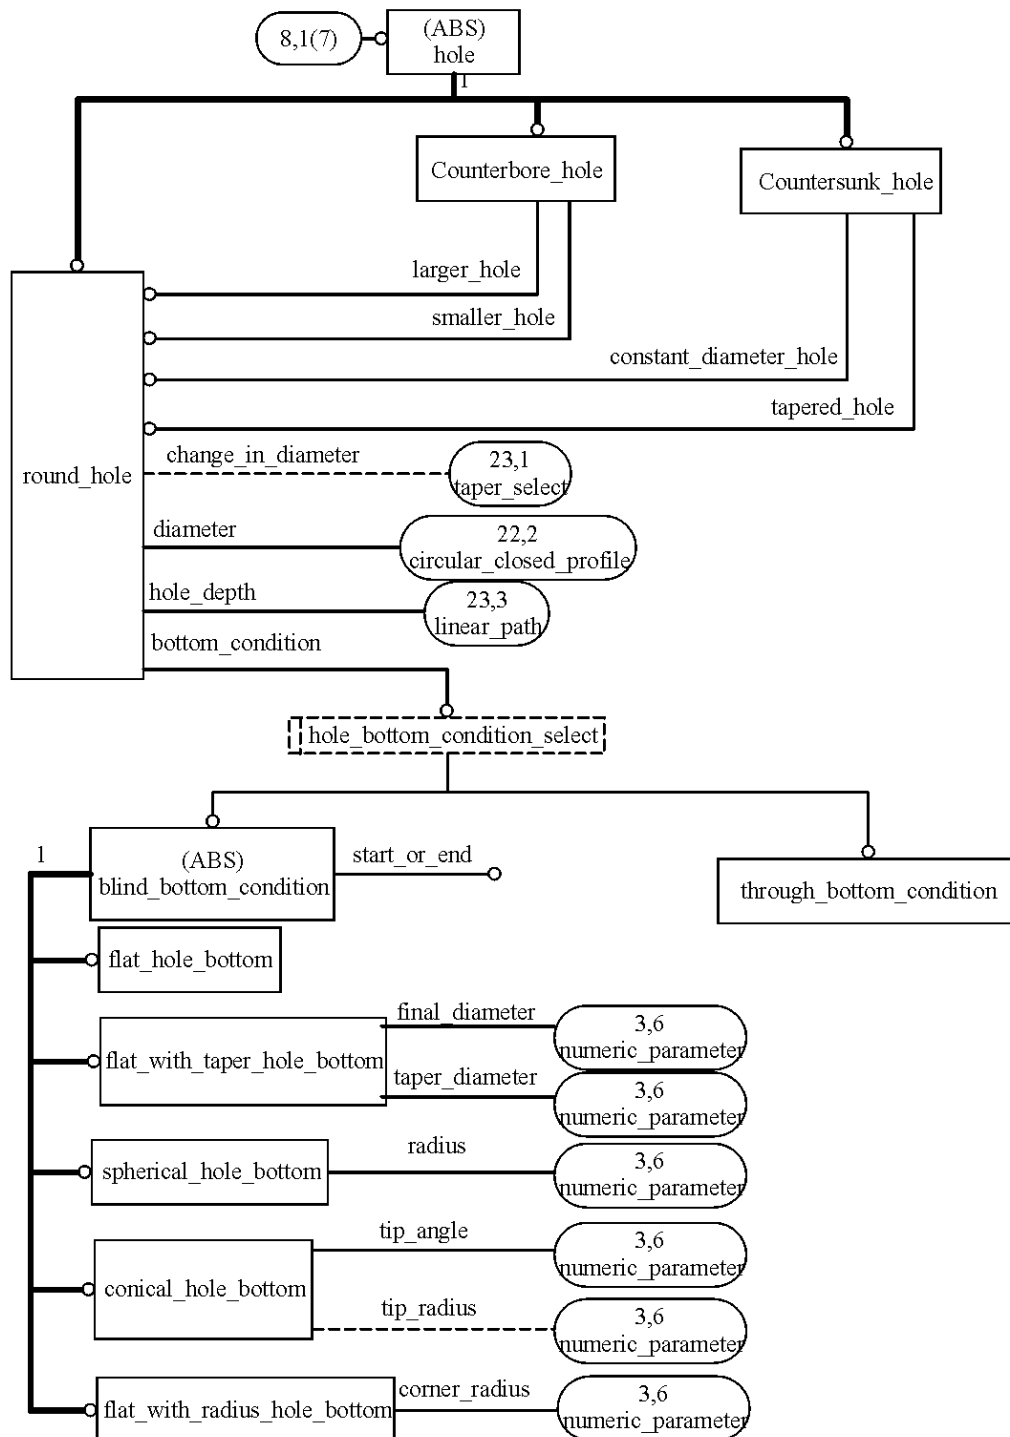 8,1(7)
(ABS)
hole
1
Counterbore_hole
Countersunk_hole
larger_hole
smaller_hole
constant_diameter_hole
tapered_hole
round_hole
change_in_diameter
23,1
taper_select
diameter
22,2
circular_closed_profile
hole_depth
23,3
linear_path
bottom_condition
hole_bottom_condition_select
1
(ABS)
blind_bottom_condition
start_or_end
through_bottom_condition
flat_hole_bottom
flat_with_taper_hole_bottom
final_diameter
3,6
numeric_parameter
taper_diameter
3,6
numeric_parameter
spherical_hole_bottom
radius
3,6
numeric_parameter
conical_hole_bottom
tip_angle
3,6
numeric_parameter
tip_radius
3,6
numeric_parameter
flat_with_radius_hole_bottom
corner_radius
3,6
numeric_parameter